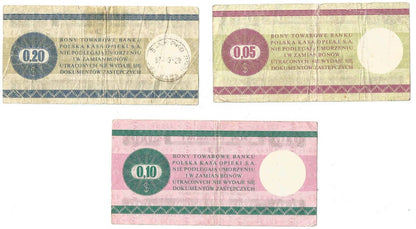 0.20
$
BONY TOWAROWE BANKU
POLSKA KASA OPIEKI S.A.
NIE PODLEGAJĄ UMORZENIU
I W ZAMIAN BONÓW
UTRACONYCH NIE WYDAJE SIĘ
DOKUMENTÓW ZASTĘPCZYCH
0.05
$
BONY TOWAROWE BANKU
POLSKA KASA OPIEKI S.A.
NIE PODLEGAJĄ UMORZENIU
I W ZAMIAN BONÓW
UTRACONYCH NIE WYDAJE SIĘ
DOKUMENTÓW ZASTĘPCZYCH
0.10
$
BONY TOWAROWE BANKU
POLSKA KASA OPIEKI S.A.
NIE PODLEGAJĄ UMORZENIU
I W ZAMIAN BONÓW
UTRACONYCH NIE WYDAJE SIĘ
DOKUMENTÓW ZASTĘPCZYCH